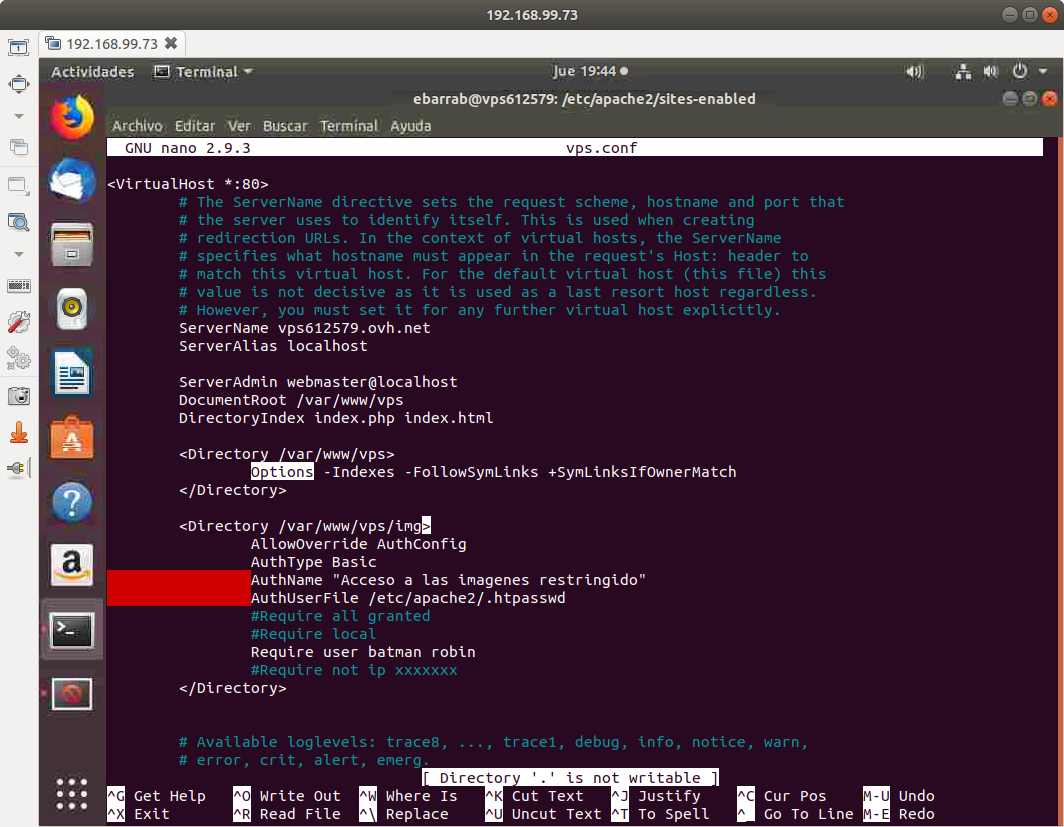 192.168.99.73
192.168.99.73
Actividades Terminal Jue 19:44
ebarrab@vps612579: /etc/apache2/sites-enabled
Archivo Editar Ver Buscar Terminal Ayuda
GNU nano 2.9.3 vps.conf
<VirtualHost *:80>
# The ServerName directive sets the request scheme, hostname and port that
# the server uses to identify itself. This is used when creating
# redirection URLs. In the context of virtual hosts, the ServerName
# specifies what hostname must appear in the request's Host: header to
# match this virtual host. For the default virtual host (this file) this
# value is not decisive as it is used as a last resort host regardless.
# However, you must set it for any further virtual host explicitly.
ServerName vps612579.ovh.net
ServerAlias localhost
ServerAdmin webmaster@localhost
DocumentRoot /var/www/vps
DirectoryIndex index.php index.html
<Directory /var/www/vps>
Options -Indexes -FollowSymLinks +SymLinksIfOwnerMatch
</Directory>
<Directory /var/www/vps/img>
AllowOverride AuthConfig
AuthType Basic
AuthName "Acceso a las imagenes restringido"
AuthUserFile /etc/apache2/.htpasswd
#Require all granted
#Require local
Require user batman robin
#Require not ip xxxxxxx
</Directory>
# Available loglevels: trace8, ..., trace1, debug, info, notice, warn,
# error, crit, alert, emerg.
[ Directory '.' is not writable ]
^G Get Help ^O Write Out ^W Where Is ^K Cut Text ^J Justify ^C Cur Pos M-U Undo
^X Exit ^R Read File ^\ Replace ^U Uncut Text ^T To Spell ^_ Go To Line M-E Redo